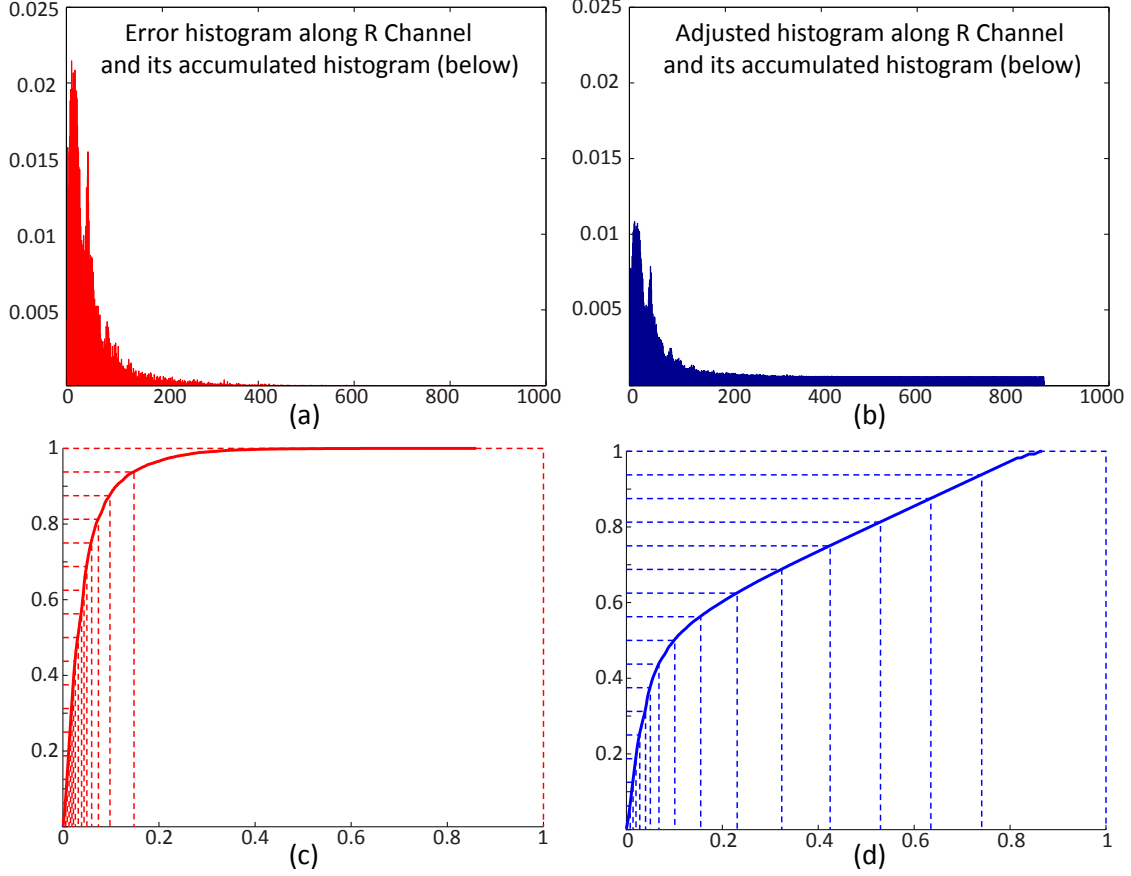 0.025
0.02
0.015
0.01
0.005
Error histogram along R Channel
and its accumulated histogram (below)
0 200 400 600 800 1000
(a)
0.025
0.02
0.015
0.01
0.005
Adjusted histogram along R Channel
and its accumulated histogram (below)
0 200 400 600 800 1000
(b)
1
0.8
0.6
0.4
0.2
0 0.2 0.4 0.6 0.8 1
(c)
1
0.8
0.6
0.4
0.2
0 0.2 0.4 0.6 0.8 1
(d)